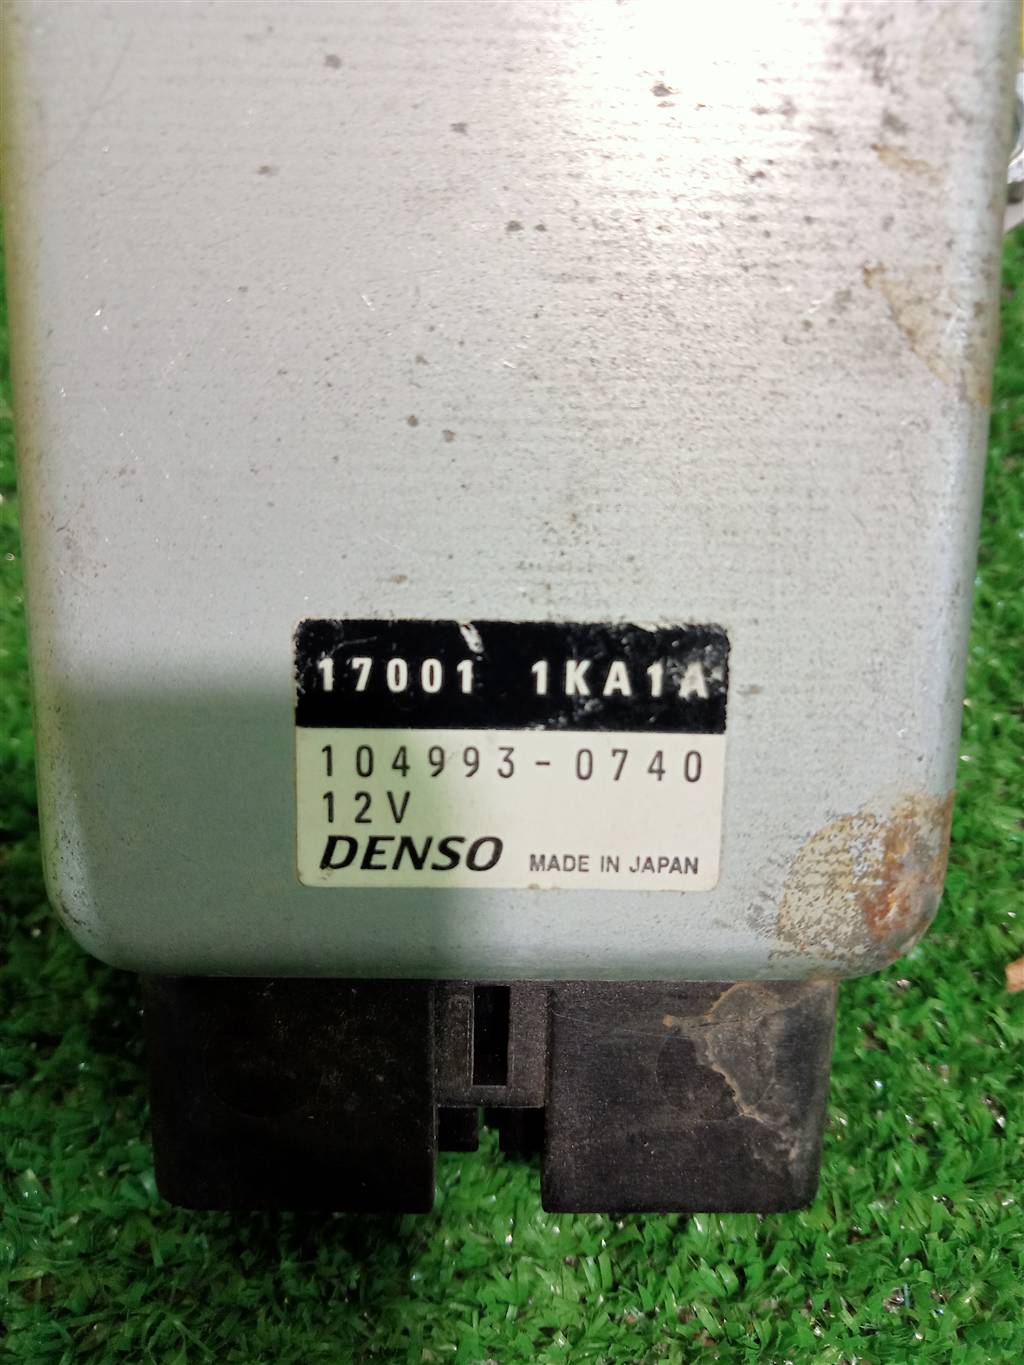 17001 1KA1A
104993-0740
12V
DENSO MADE IN JAPAN